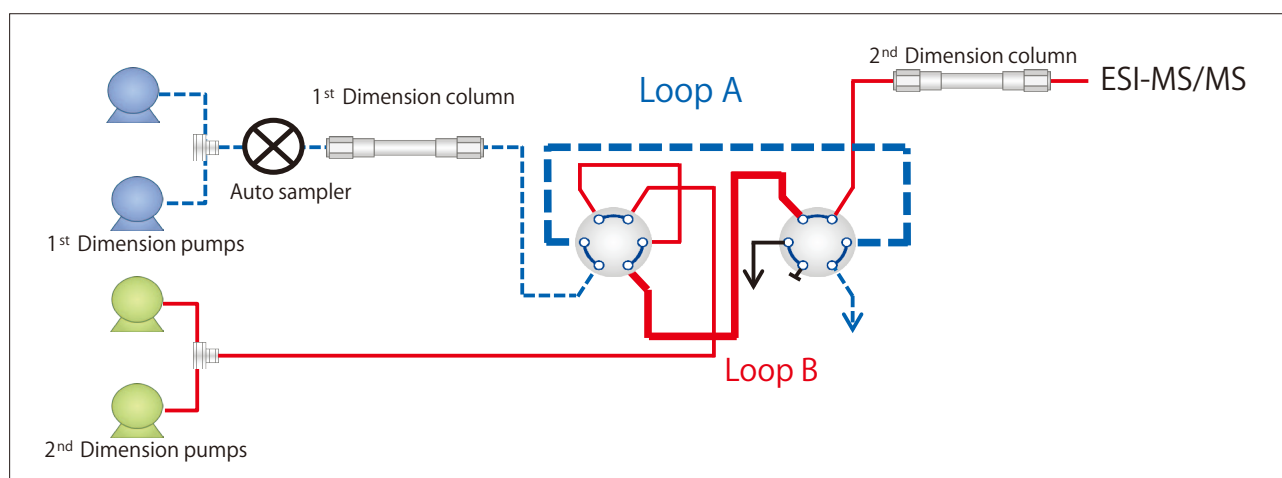 2nd Dimension column
ESI-MS/MS
Loop A
1st Dimension column
Auto sampler
1st Dimension pumps
Loop B
2nd Dimension pumps